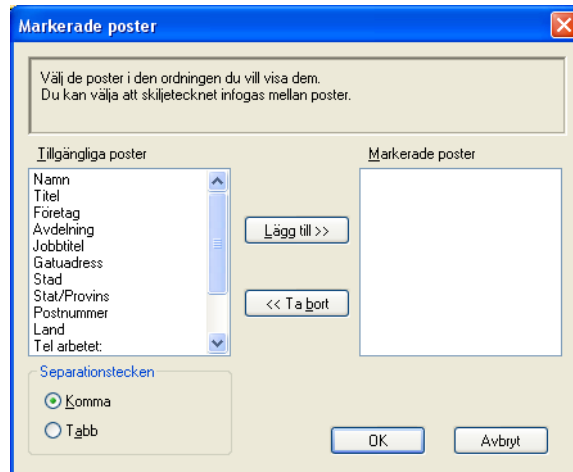 Markerade poster
Välj de poster i den ordningen du vill visa dem.
Du kan välja att skiljetecknet infogas mellan poster.
Tillgängliga poster
Markerade poster
Namn
Titel
Företag
Avdelning
Jobbtitel
Gatuadress
Stad
Stat/Provins
Postnummer
Land
Tel arbetet:
Lägg till >>
<< Ta bort
Separationstecken
Komma
Tabb
OK
Avbryt